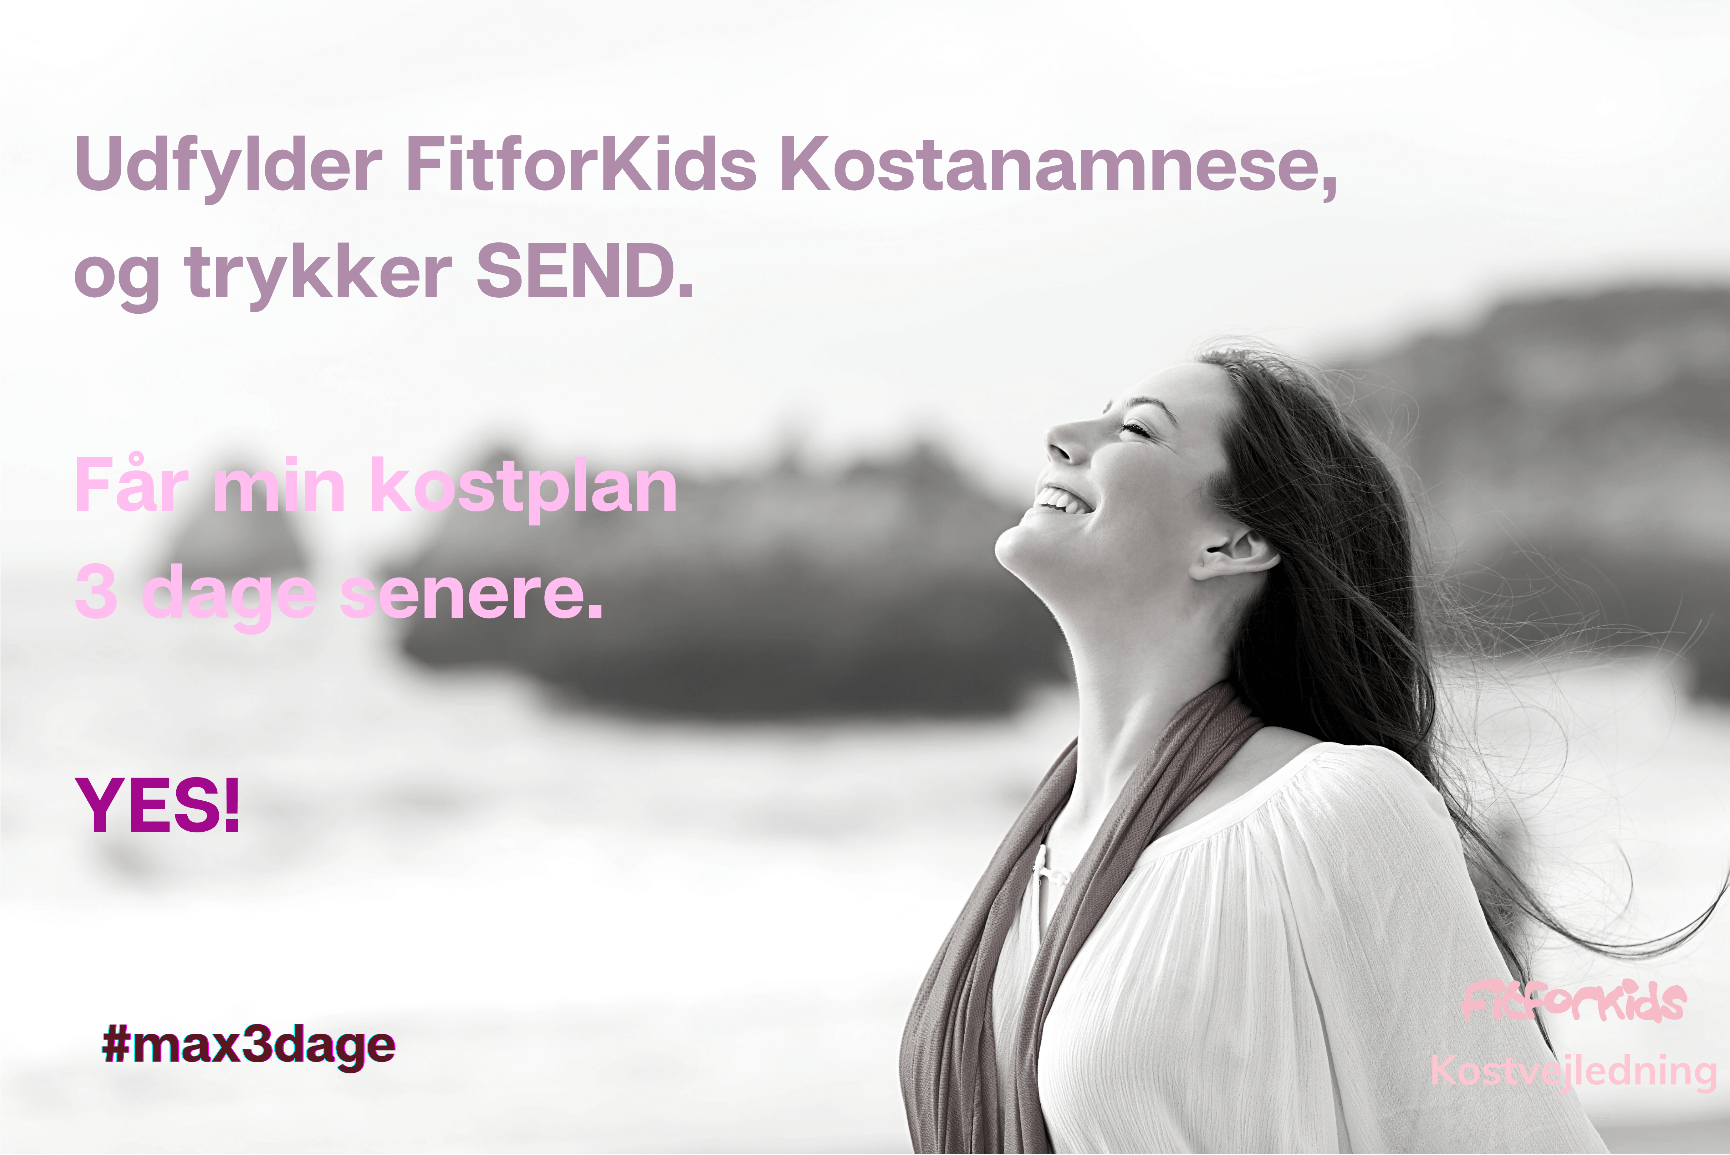 Udfylder FitforKids Kostanamnese,
og trykker SEND.
Får min kostplan
3 dage senere.
YES!
#max3dage
FitforKids
Kostvejledning